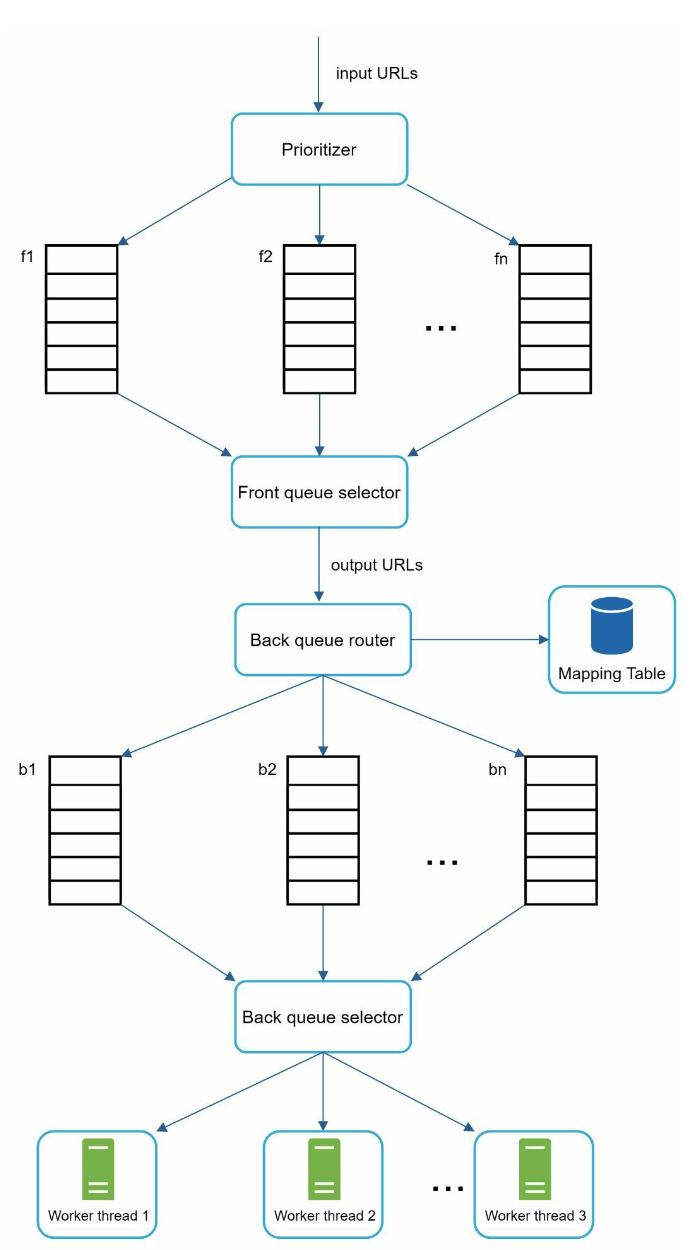 input URLs
Prioritizer
f1
f2
fn
...
Front queue selector
output URLs
Back queue router
Mapping Table
b1
b2
bn
...
Back queue selector
...
Worker thread 1
Worker thread 2
Worker thread 3